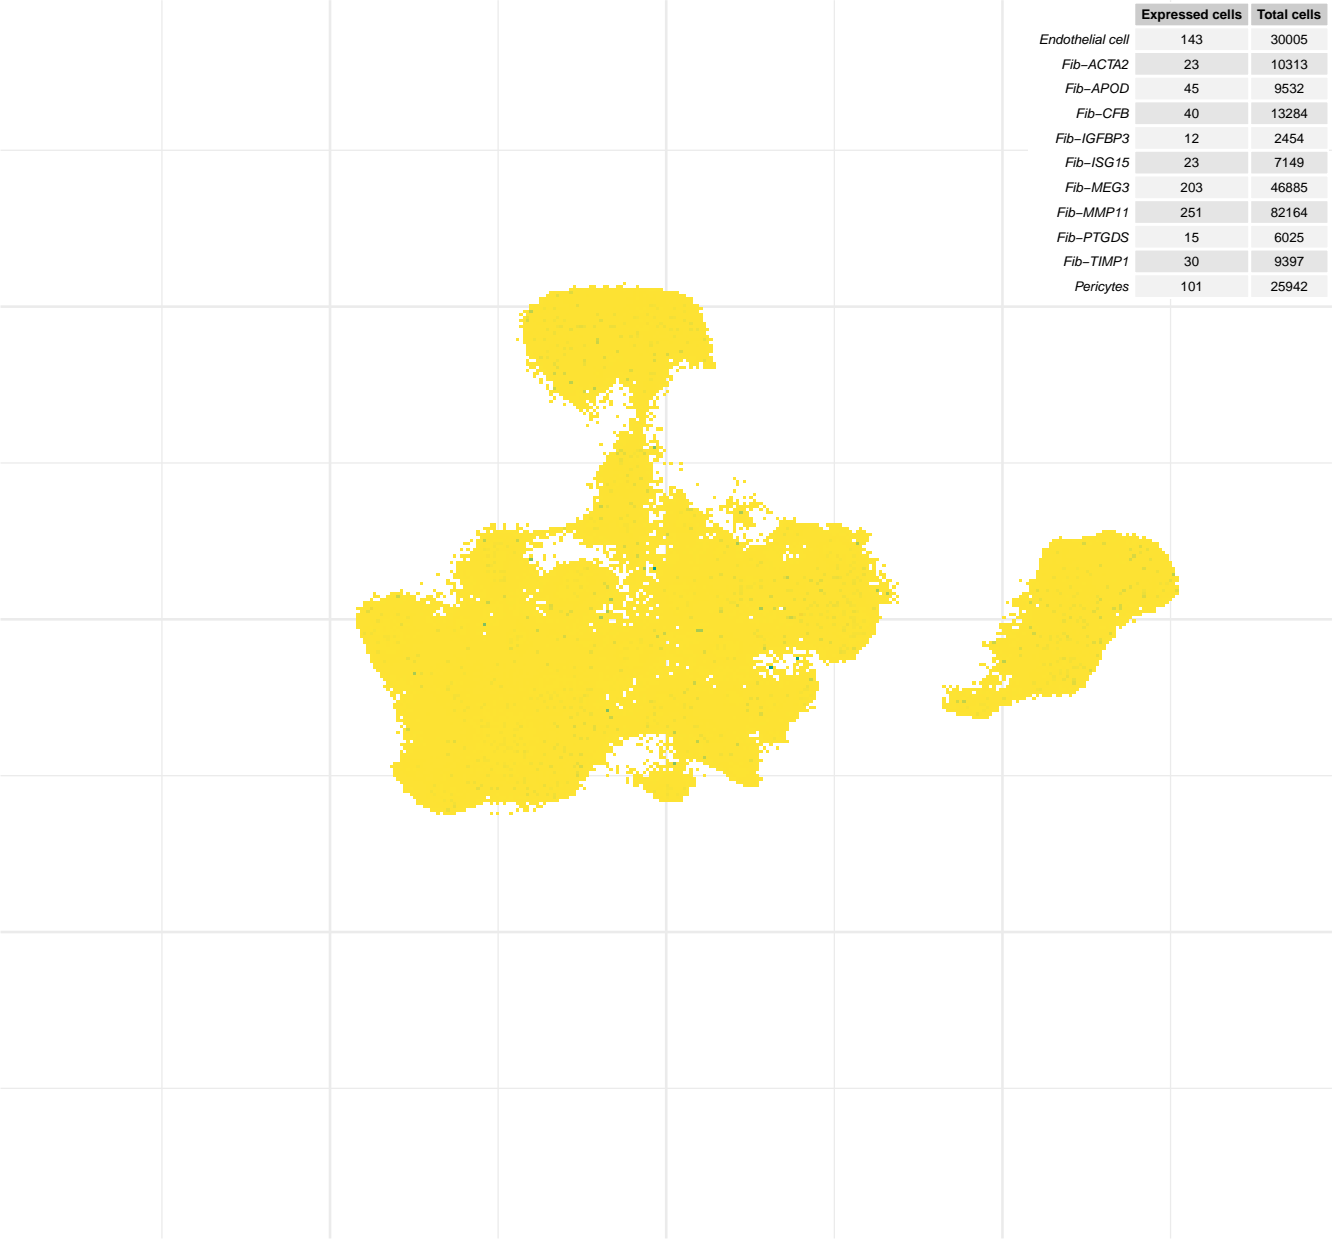 Expressed cells Total cells
Endothelial cell 143 30005
Fib−ACTA2 23 10313
Fib−APOD 45 9532
Fib−CFB 40 13284
Fib−IGFBP3 12 2454
Fib−ISG15 23 7149
Fib−MEG3 203 46885
Fib−MMP11 251 82164
Fib−PTGDS 15 6025
Fib−TIMP1 30 9397
Pericytes 101 25942